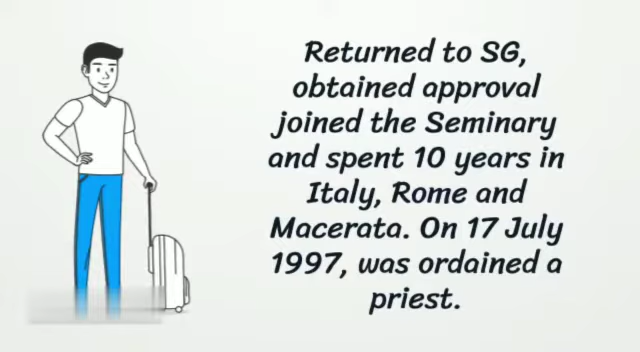 Returned to SG,
obtained approval
joined the Seminary
and spent 10 years in
Italy, Rome and
Macerata. On 17 July
1997, was ordained a
priest.